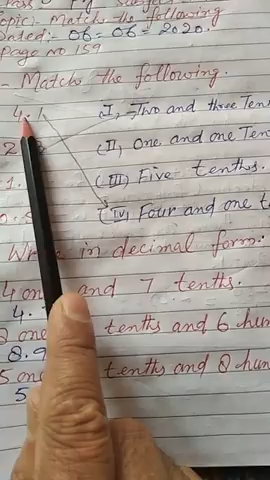 Topic:- Match the following
Dated:- 06-06-2020.
Page no 159
- Match the following.
4.1 (I) Two and three Ten
2. (II) One and one Ten
1. (III) Five tenths.
(IV) Four and one t
in decimal form:
4 and 7 tenths.
4.
tenths and 6 hun
8.9
5 tenths and 8 hun
5